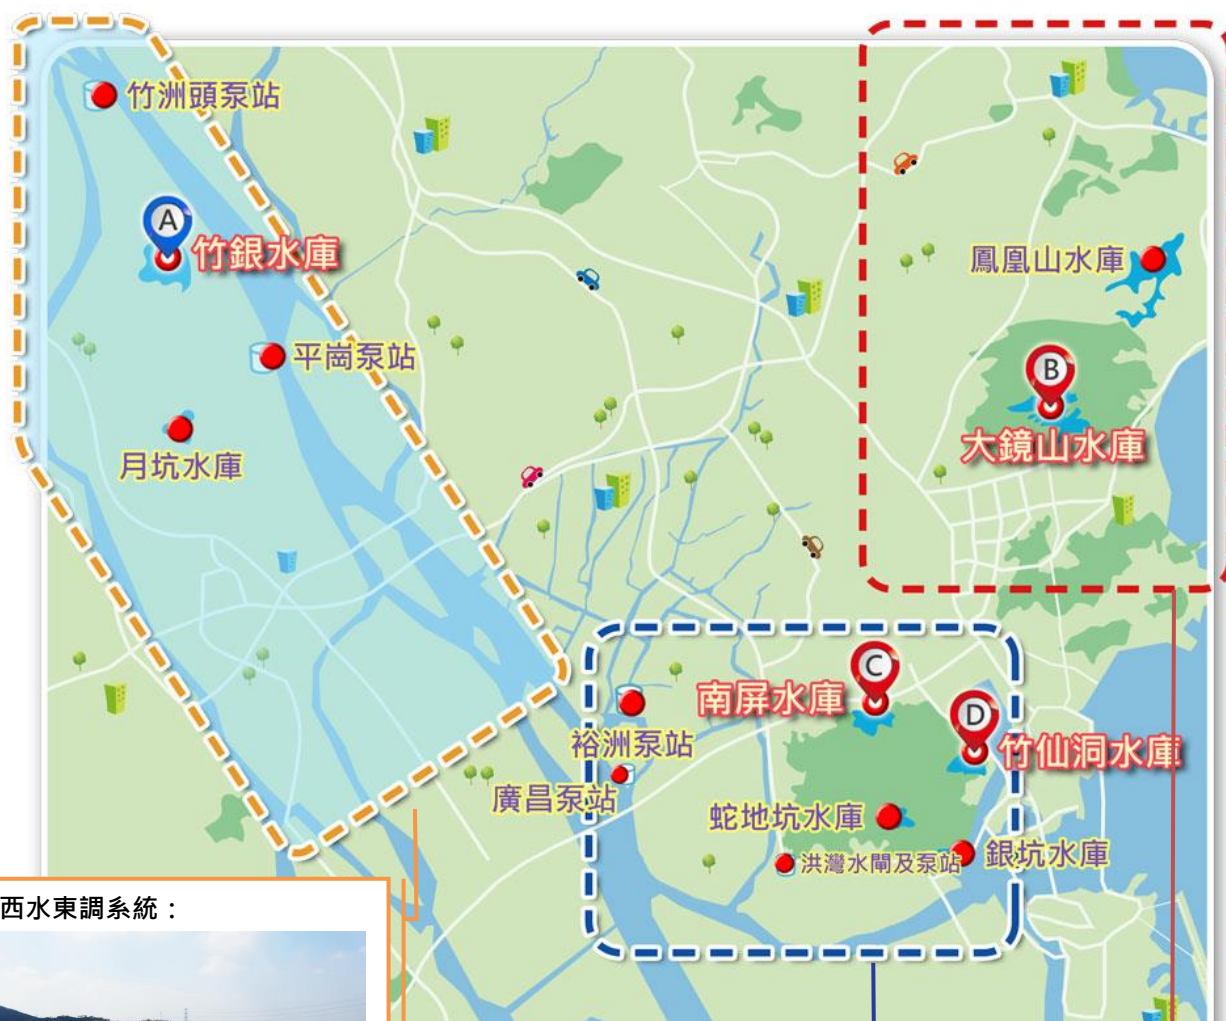 竹洲頭泵站
A
竹銀水庫
鳳凰山水庫
平崗泵站
B
大鏡山水庫
月坑水庫
C
南屏水庫
D
裕洲泵站
竹仙洞水庫
廣昌泵站
蛇地坑水庫
洪灣水閘及泵站
銀坑水庫
西水東調系統：